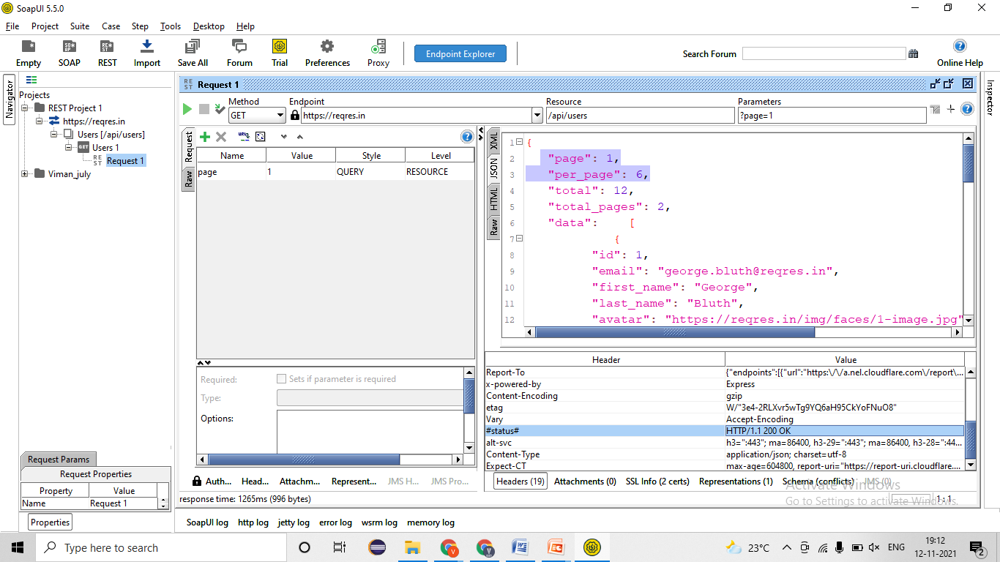 SoapUI 5.5.0
File Project Suite Case Step Tools Desktop Help
Empty SOAP REST Import Save All Forum Trial Preferences Proxy Endpoint Explorer Search Forum Online Help
Navigator
Projects
REST Project 1
https://reqres.in
Users [/api/users]
GET Users 1
REST Request 1
Viman_july
REST Request 1
Inspector
Method Endpoint Resource Parameters
GET https://reqres.in /api/users ?page=1
Request
Raw
Name Value Style Level
page 1 QUERY RESOURCE
Required: Sets if parameter is required
Type:
Options:
XML
JSON
HTML
Raw
1 {
2 "page": 1,
3 "per_page": 6,
4 "total": 12,
5 "total_pages": 2,
6 "data": [
7 {
8 "id": 1,
9 "email": "george.bluth@reqres.in",
10 "first_name": "George",
11 "last_name": "Bluth",
12 "avatar": "https://reqres.in/img/faces/1-image.jpg"
Header Value
Report-To {"endpoints":[{"url":"https:\/\/a.nel.cloudflare.com\/report\...
x-powered-by Express
Content-Encoding gzip
etag W/"3e4-2RLXvr5wTg9YQ6aH95CkYoFNuO8"
Vary Accept-Encoding
#status# HTTP/1.1 200 OK
alt-svc h3=":443"; ma=86400, h3-29=":443"; ma=86400, h3-28=":44...
Content-Type application/json; charset=utf-8
Expect-CT max-age=604800, report-uri="https://report-uri.cloudflare....
Auth... Head... Attachm... Represent... JMS H... JMS Pro...
Headers (19) Attachments (0) SSL Info (2 certs) Representations (1) Schema (conflicts) JMS (0)
response time: 1265ms (996 bytes)
1 : 1
Activate Windows
Go to Settings to activate Windows.
Request Params
Request Properties
Property Value
Name Request 1
Properties
SoapUI log http log jetty log error log wsrm log memory log
Type here to search
23°C ENG 19:12
12-11-2021
2